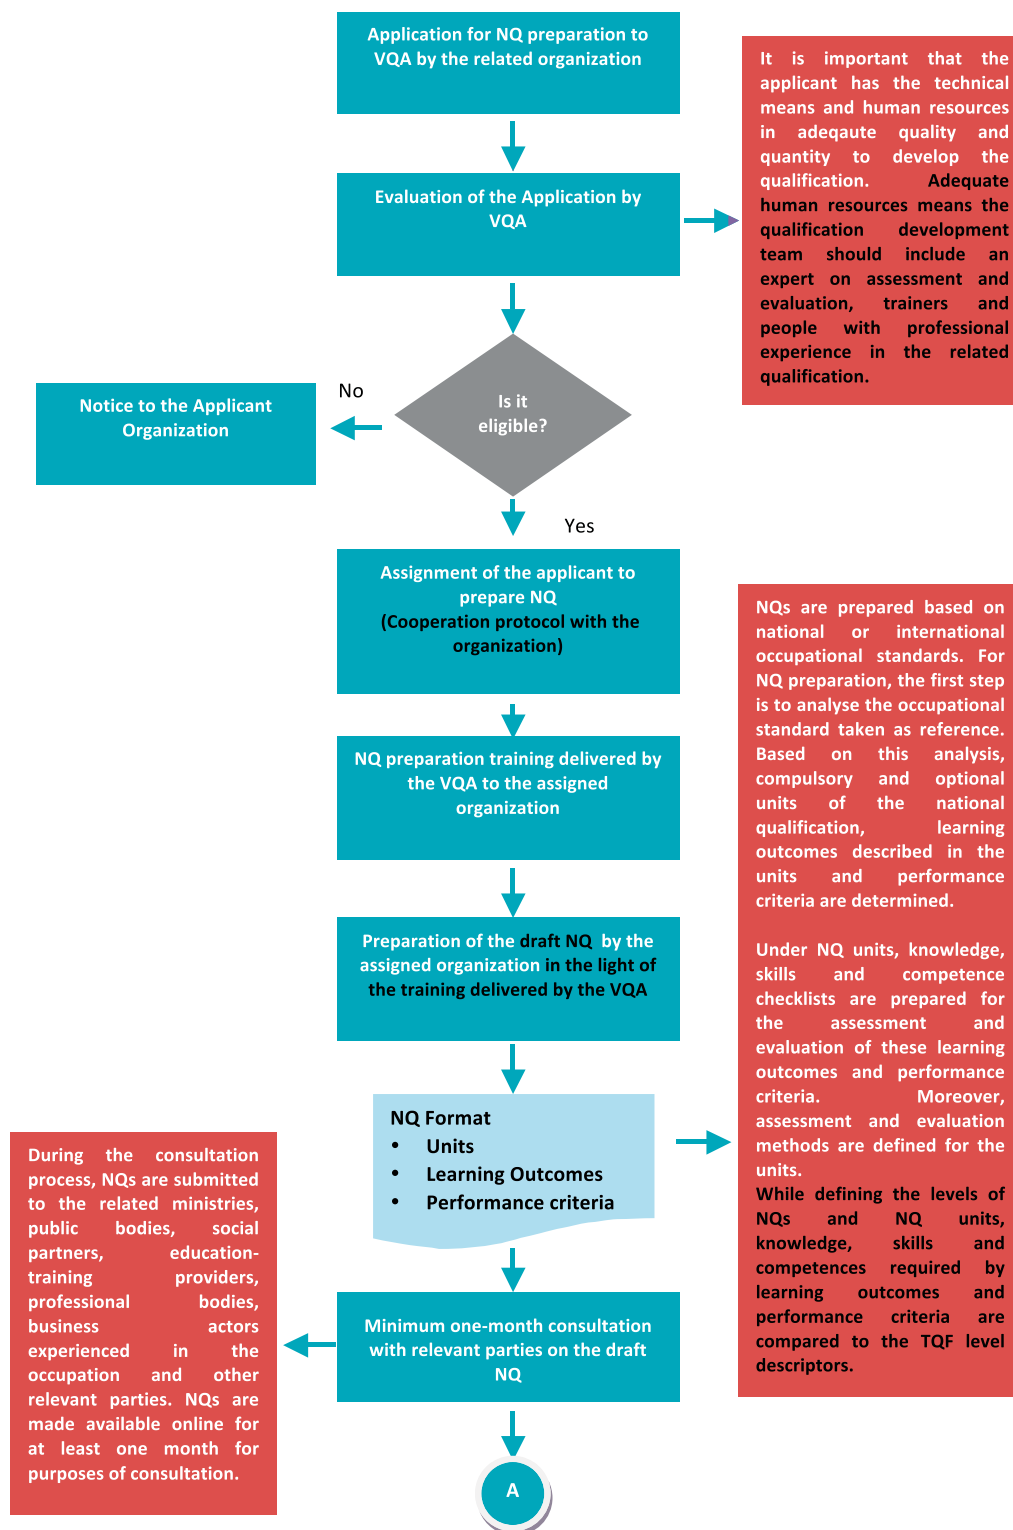 Application for NQ preparation to
VQA by the related organization
It is important that the
applicant has the technical
means and human resources
in adeqaute quality and
quantity to develop the
qualification. Adequate
human resources means the
qualification development
team should include an
expert on assessment and
evaluation, trainers and
people with professional
experience in the related
qualification.
Evaluation of the Application by
VQA
Is it
eligible?
No
Notice to the Applicant
Organization
Yes
Assignment of the applicant to
prepare NQ
(Cooperation protocol with the
organization)
NQ preparation training delivered by
the VQA to the assigned
organization
Preparation of the draft NQ by the
assigned organization in the light of
the training delivered by the VQA
NQs are prepared based on
national or international
occupational standards. For
NQ preparation, the first step
is to analyse the occupational
standard taken as reference.
Based on this analysis,
compulsory and optional
units of the national
qualification, learning
outcomes described in the
units and performance
criteria are determined.
Under NQ units, knowledge,
skills and competence
checklists are prepared for
the assessment and
evaluation of these learning
outcomes and performance
criteria. Moreover,
assessment and evaluation
methods are defined for the
units.
While defining the levels of
NQs and NQ units,
knowledge, skills and
competences required by
learning outcomes and
performance criteria are
compared to the TQF level
descriptors.
NQ Format
• Units
• Learning Outcomes
• Performance criteria
During the consultation
process, NQs are submitted
to the related ministries,
public bodies, social
partners, education-
training providers,
professional bodies,
business actors
experienced in the
occupation and other
relevant parties. NQs are
made available online for
at least one month for
purposes of consultation.
Minimum one-month consultation
with relevant parties on the draft
NQ
A